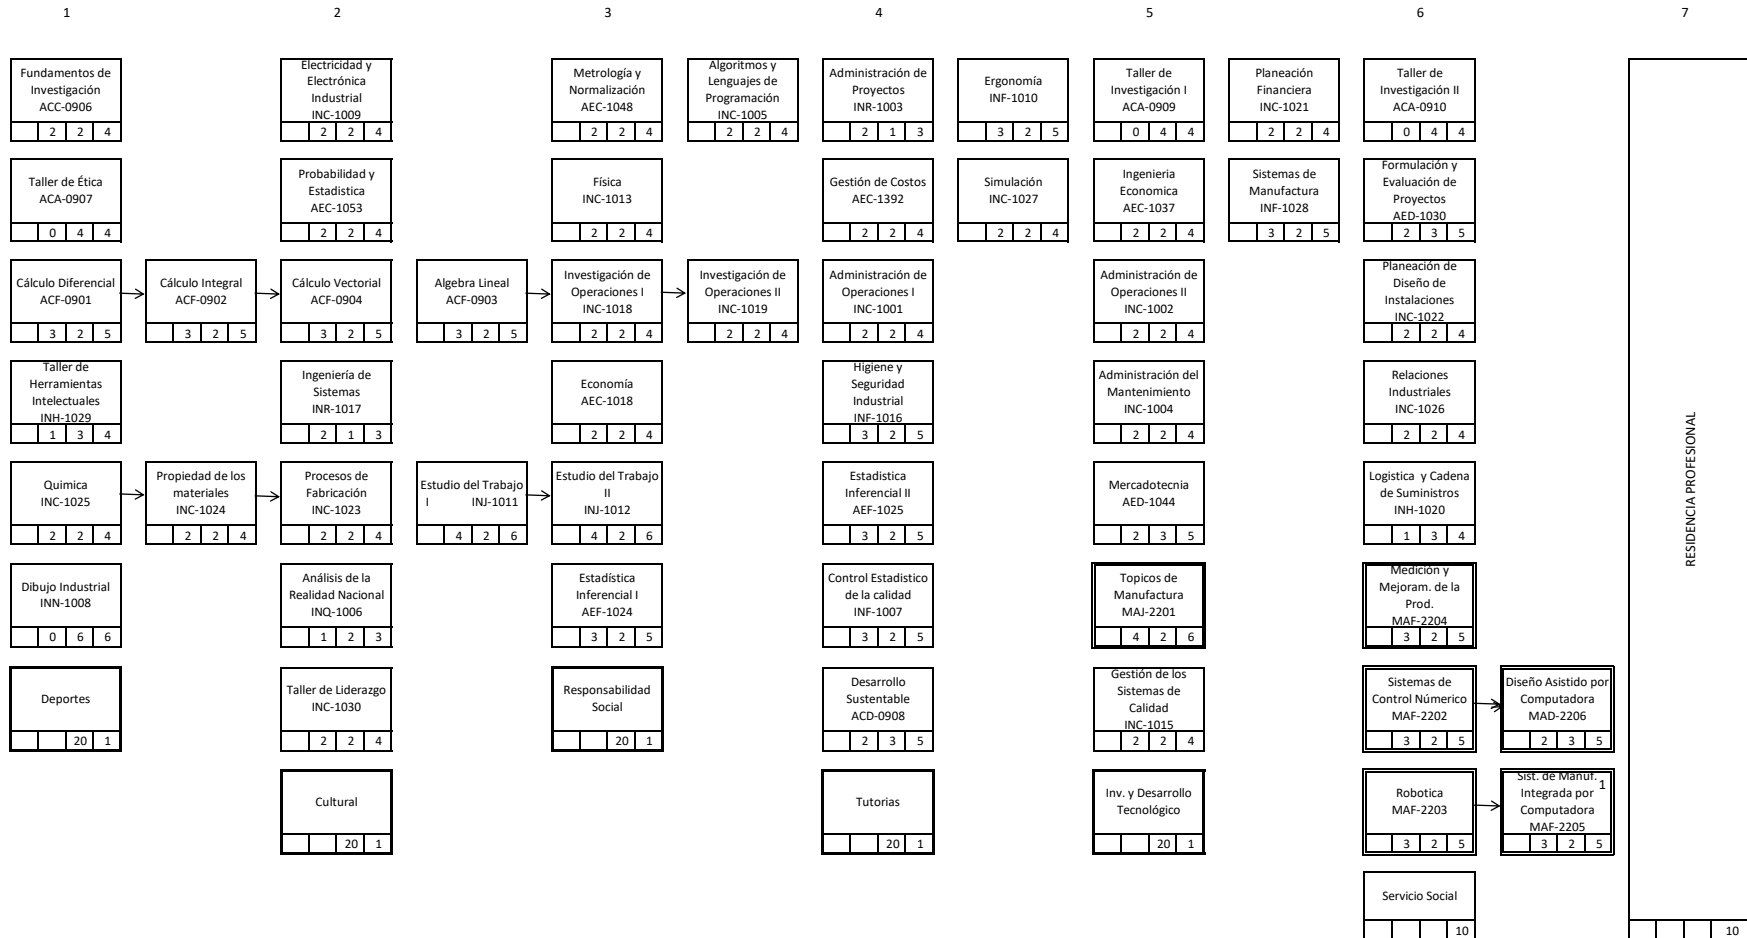 1 2 3 4 5 6 7
Fundamentos de
Investigación
ACC-0906
2 2 4
Electricidad y
Electrónica
Industrial
INC-1009
2 2 4
Metrología y
Normalización
AEC-1048
2 2 4
Algoritmos y
Lenguajes de
Programación
INC-1005
2 2 4
Administración de
Proyectos
INR-1003
2 1 3
Ergonomía
INF-1010
3 2 5
Taller de
Investigación I
ACA-0909
0 4 4
Planeación
Financiera
INC-1021
2 2 4
Taller de
Investigación II
ACA-0910
0 4 4
Taller de Ética
ACA-0907
0 4 4
Probabilidad y
Estadistica
AEC-1053
2 2 4
Física
INC-1013
2 2 4
Gestión de Costos
AEC-1392
2 2 4
Simulación
INC-1027
2 2 4
Ingenieria
Economica
AEC-1037
2 2 4
Sistemas de
Manufactura
INF-1028
3 2 5
Formulación y
Evaluación de
Proyectos
AED-1030
2 3 5
Cálculo Diferencial
ACF-0901
3 2 5
Cálculo Integral
ACF-0902
3 2 5
Cálculo Vectorial
ACF-0904
3 2 5
Algebra Lineal
ACF-0903
3 2 5
Investigación de
Operaciones I
INC-1018
2 2 4
Investigación de
Operaciones II
INC-1019
2 2 4
Administración de
Operaciones I
INC-1001
2 2 4
Administración de
Operaciones II
INC-1002
2 2 4
Planeación de
Diseño de
Instalaciones
INC-1022
2 2 4
Taller de
Herramientas
Intelectuales
INH-1029
1 3 4
Ingeniería de
Sistemas
INR-1017
2 1 3
Economía
AEC-1018
2 2 4
Higiene y
Seguridad
Industrial
INF-1016
3 2 5
Administración del
Mantenimiento
INC-1004
2 2 4
Relaciones
Industriales
INC-1026
2 2 4
Quimica
INC-1025
2 2 4
Propiedad de los
materiales
INC-1024
2 2 4
Procesos de
Fabricación
INC-1023
2 2 4
Estudio del Trabajo
I INJ-1011
4 2 6
Estudio del Trabajo
II
INJ-1012
4 2 6
Estadistica
Inferencial II
AEF-1025
3 2 5
Mercadotecnia
AED-1044
2 3 5
Logistica y Cadena
de Suministros
INH-1020
1 3 4
Dibujo Industrial
INN-1008
0 6 6
Análisis de la
Realidad Nacional
INQ-1006
1 2 3
Estadística
Inferencial I
AEF-1024
3 2 5
Control Estadistico
de la calidad
INF-1007
3 2 5
Topicos de
Manufactura
MAJ-2201
4 2 6
Medición y
Mejoram. de la
Prod.
MAF-2204
3 2 5
Deportes
20 1
Taller de Liderazgo
INC-1030
2 2 4
Responsabilidad
Social
20 1
Desarrollo
Sustentable
ACD-0908
2 3 5
Gestión de los
Sistemas de
Calidad
INC-1015
2 2 4
Sistemas de
Control Númerico
MAF-2202
3 2 5
Diseño Asistido por
Computadora
MAD-2206
2 3 5
Cultural
20 1
Tutorias
20 1
Inv. y Desarrollo
Tecnológico
20 1
Robotica
MAF-2203
3 2 5
Sist. de Manuf.
Integrada por 1
Computadora
MAF-2205
3 2 5
Servicio Social
10
RESIDENCIA PROFESIONAL
10